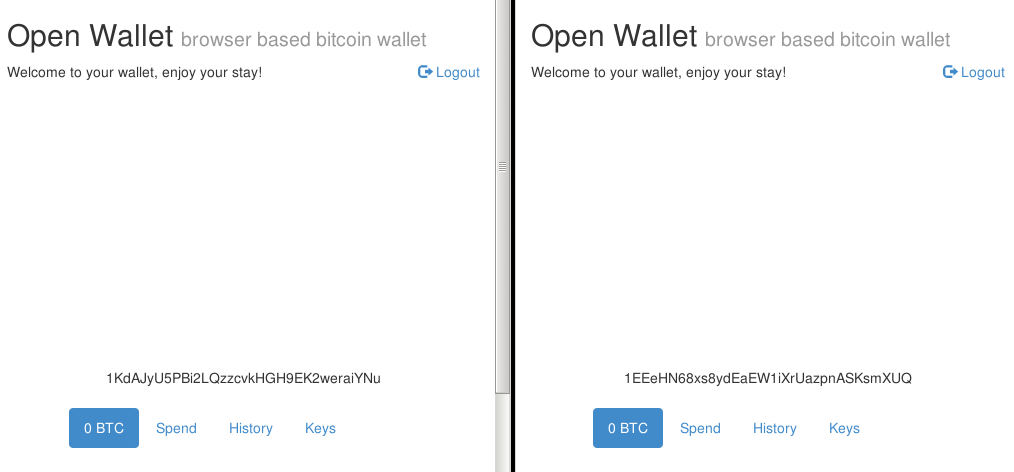 Open Wallet browser based bitcoin wallet
Welcome to your wallet, enjoy your stay!
Logout
1KdAJyU5PBi2LQzzcvkHGH9EK2weraiYNu
0 BTC
Spend
History
Keys
Open Wallet browser based bitcoin wallet
Welcome to your wallet, enjoy your stay!
Logout
1EEeHN68xs8ydEaEW1iXrUazpnASKsmXUQ
0 BTC
Spend
History
Keys